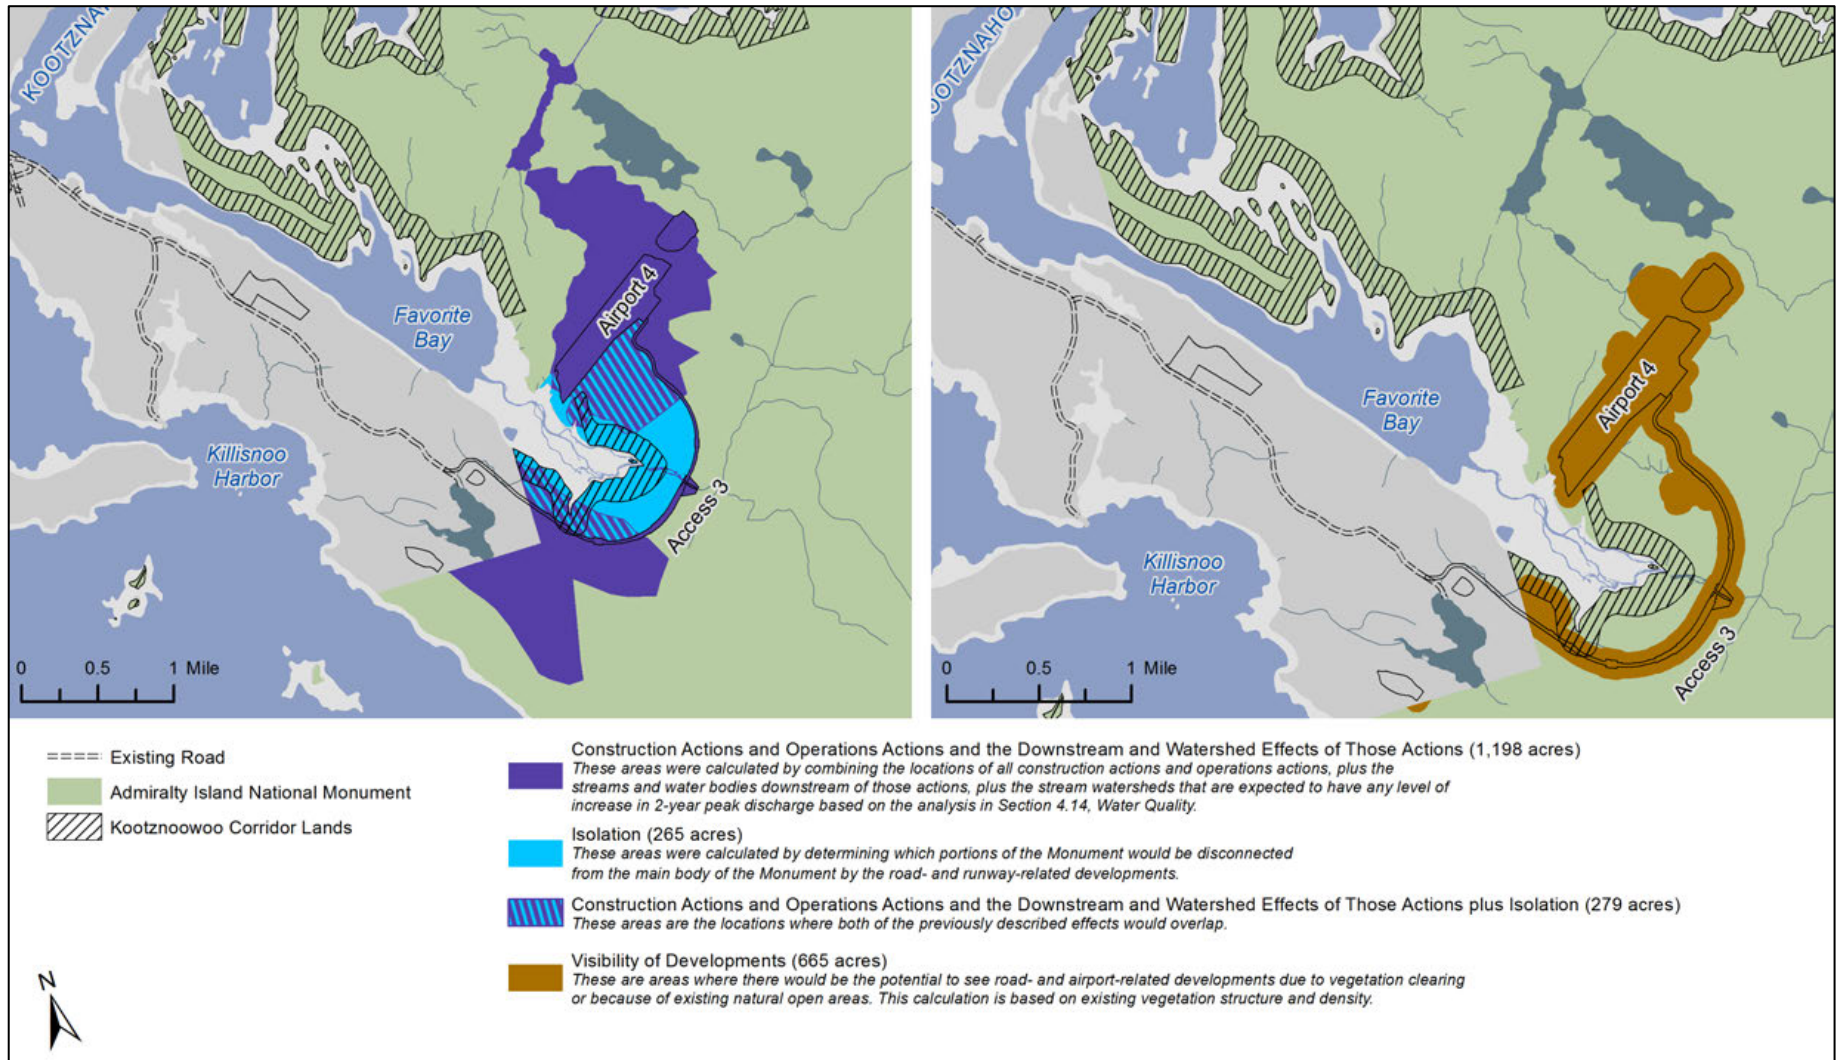 KOOTZNAH
Favorite
Bay
Airport 4
Killisnoo
Harbor
Access 3
0 0.5 1 Mile
OOTZNAHO
Favorite
Bay
Airport 4
Killisnoo
Harbor
Access 3
0 0.5 1 Mile
Existing Road
Admiralty Island National Monument
Kootznoowoo Corridor Lands
N
Construction Actions and Operations Actions and the Downstream and Watershed Effects of Those Actions (1,198 acres)
These areas were calculated by combining the locations of all construction actions and operations actions, plus the
streams and water bodies downstream of those actions, plus the stream watersheds that are expected to have any level of
increase in 2-year peak discharge based on the analysis in Section 4.14, Water Quality.
Isolation (265 acres)
These areas were calculated by determining which portions of the Monument would be disconnected
from the main body of the Monument by the road- and runway-related developments.
Construction Actions and Operations Actions and the Downstream and Watershed Effects of Those Actions plus Isolation (279 acres)
These areas are the locations where both of the previously described effects would overlap.
Visibility of Developments (665 acres)
These are areas where there would be the potential to see road- and airport-related developments due to vegetation clearing
or because of existing natural open areas. This calculation is based on existing vegetation structure and density.